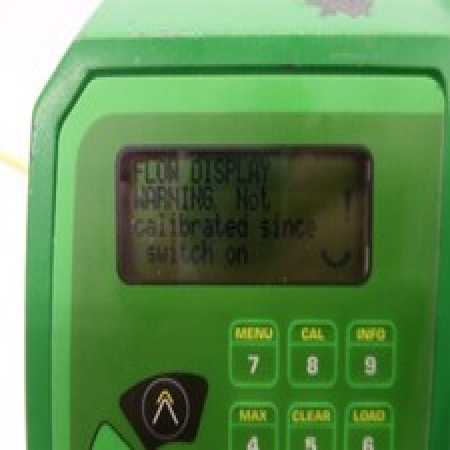 FLOW DISPLAY
WARNING. Not !
calibrated since
switch on
MENU CAL INFO
7 8 9
MAX CLEAR LOAD
4 5 6